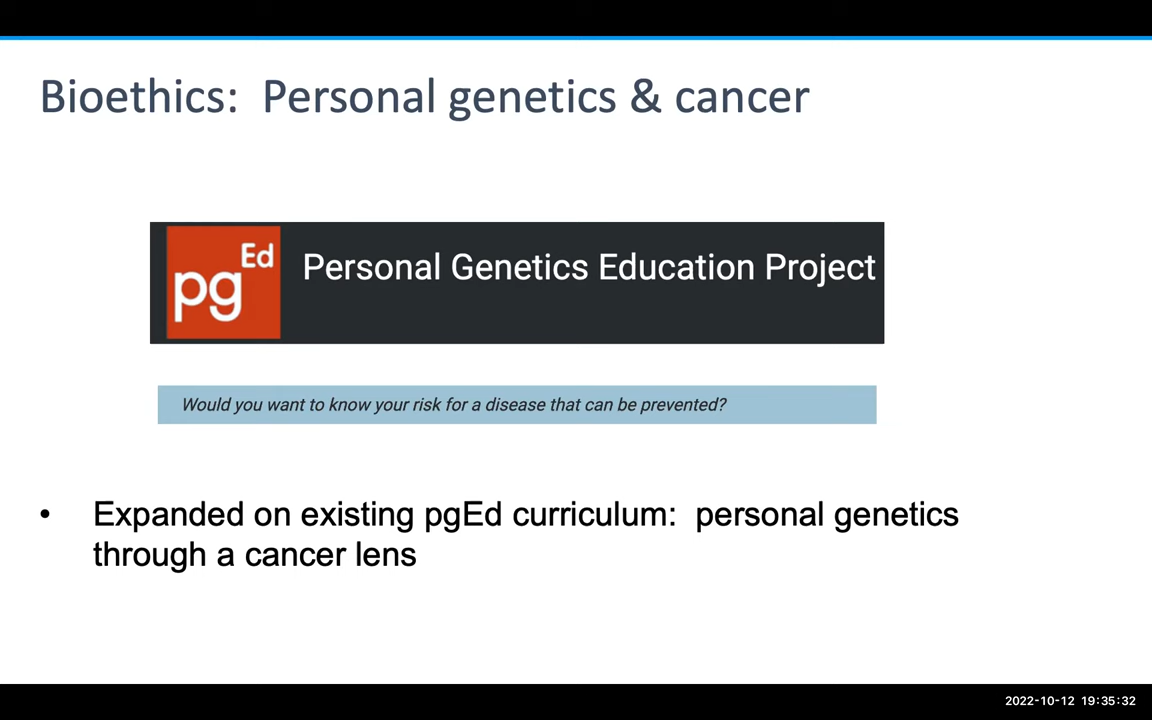 Bioethics:  Personal genetics & cancer
pg Ed
Personal Genetics Education Project
Would you want to know your risk for a disease that can be prevented?
• Expanded on existing pgEd curriculum:  personal genetics
through a cancer lens
2022-10-12 19:35:32